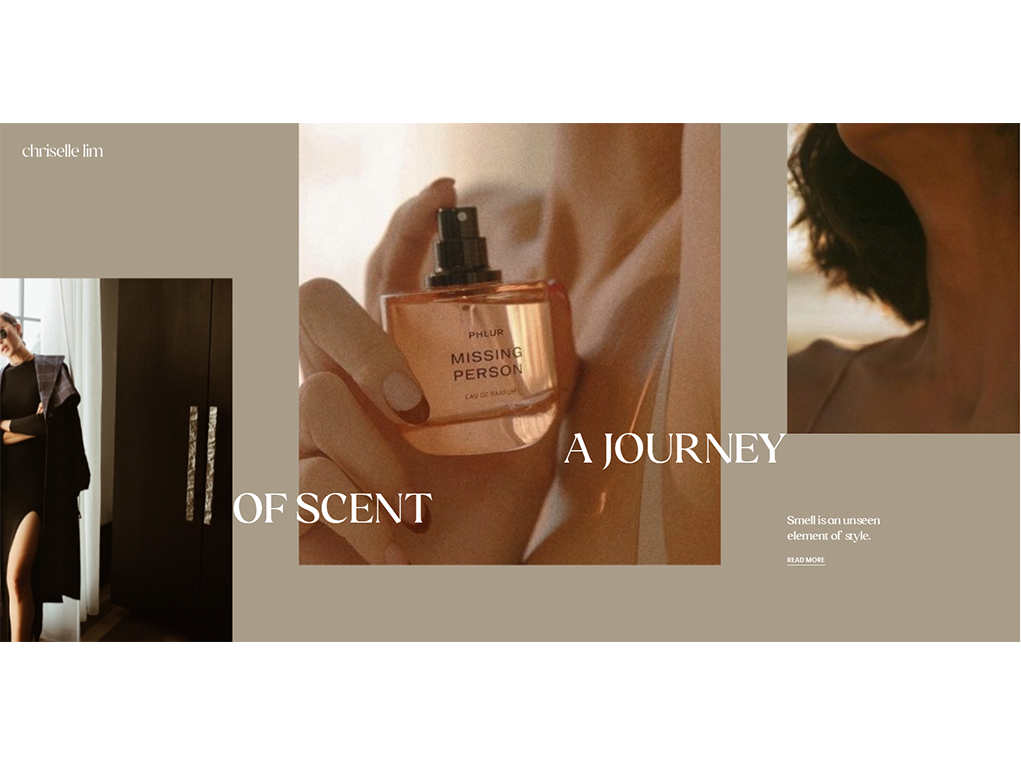 chriselle lim
PHLUR
MISSING
PERSON
EAU DE PARFUM
A JOURNEY
OF SCENT
Smell is an unseen
element of style.
READ MORE